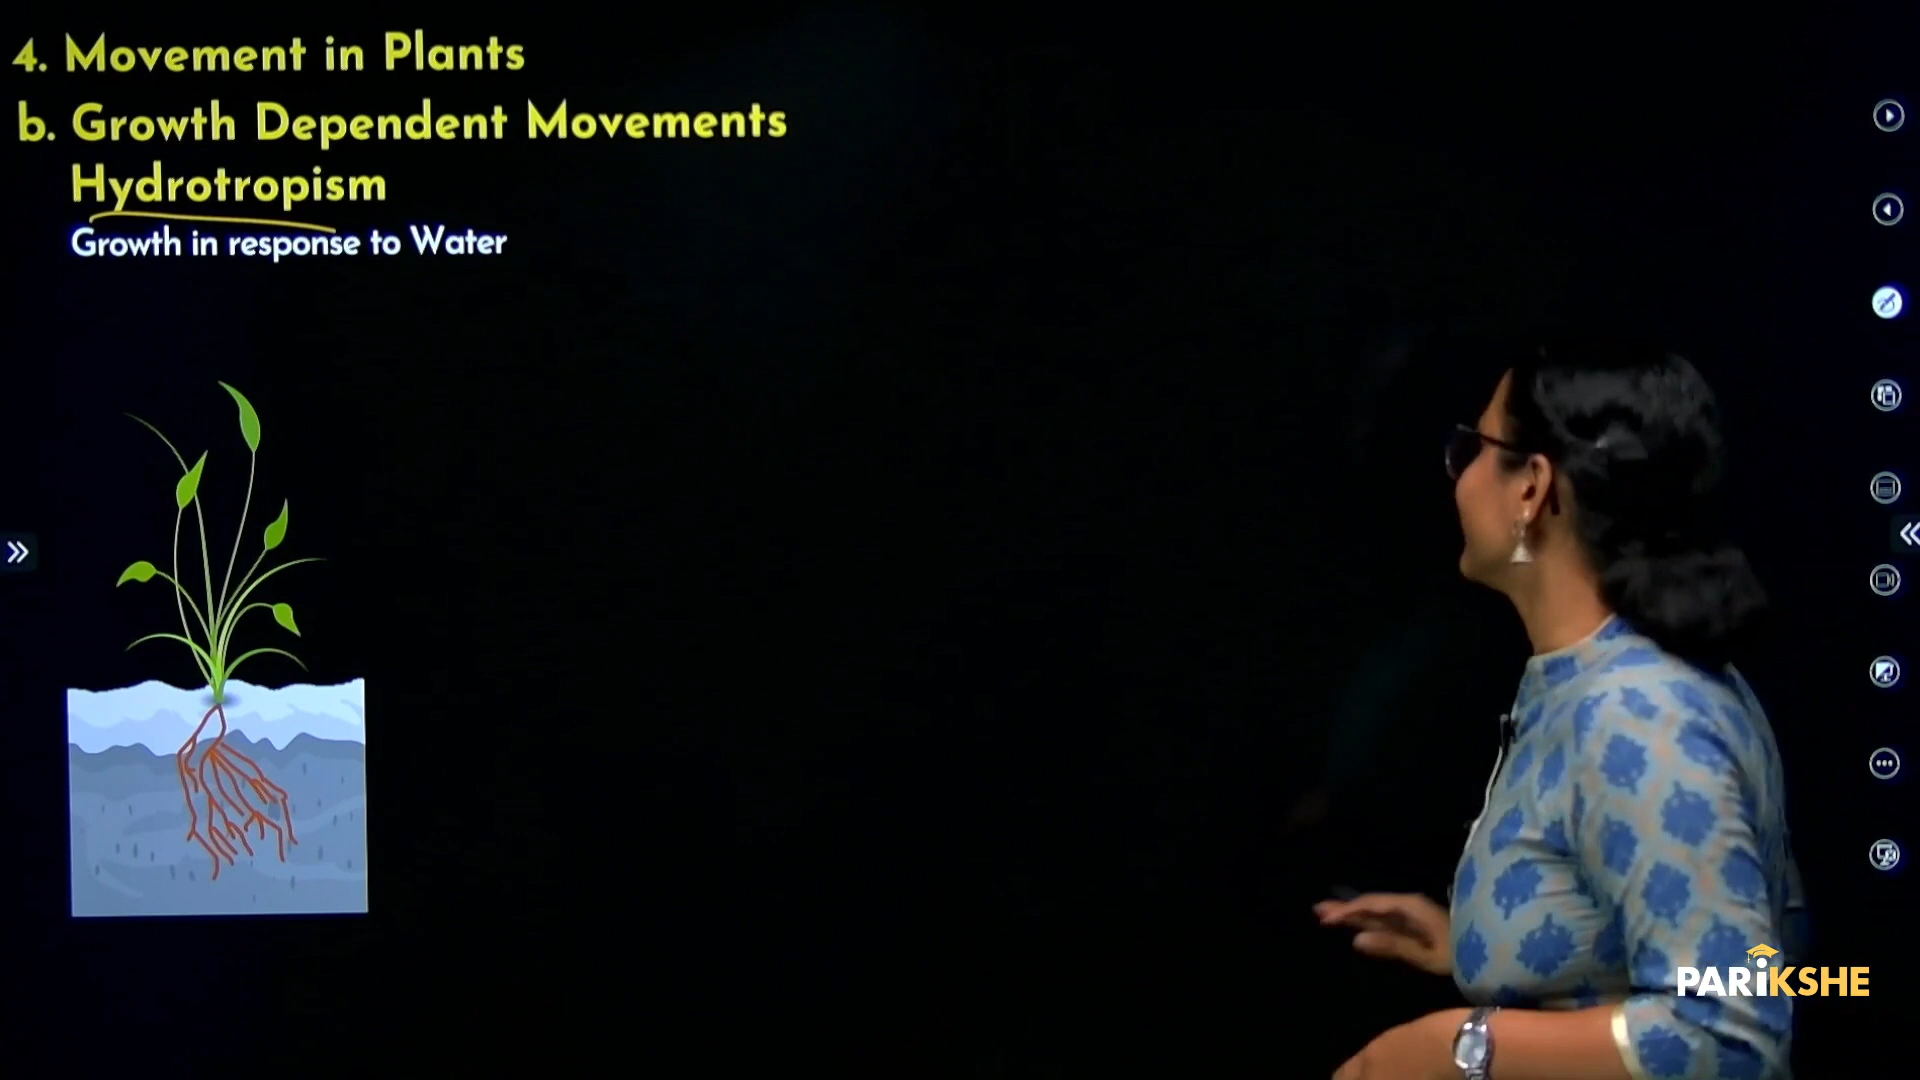 4. Movement in Plants
b. Growth Dependent Movements
Hydrotropism
Growth in response to Water
PARiKSHE